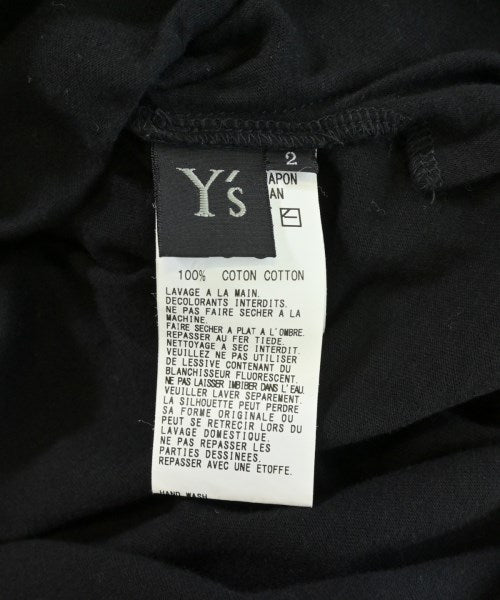 Y's
2
APON
AN
100% COTON COTTON
LAVAGE A LA MAIN.
DECOLORANTS INTERDITS.
NE PAS FAIRE SECHER A LA
MACHINE.
FAIRE SECHER A PLAT A L'OMBRE.
REPASSER AU FER TIEDE.
NETTOYAGE A SEC INTERDIT.
VEUILLEZ NE PAS UTILISER
DE LESSIVE CONTENANT DU
BLANCHISSEUR FLUORESCENT.
NE PAS LAISSER IMBIBER DANS L'EAU.
VEUILLER LAVER SEPAREMENT.
LA SILHOUETTE PEUT PERDRE
SA FORME ORIGINALE OU
PEUT SE RETRECIR LORS DU
LAVAGE DOMESTIQUE.
NE PAS REPASSER LES
PARTIES DESSINEES.
REPASSER AVEC UNE ETOFFE.
HAND WASH